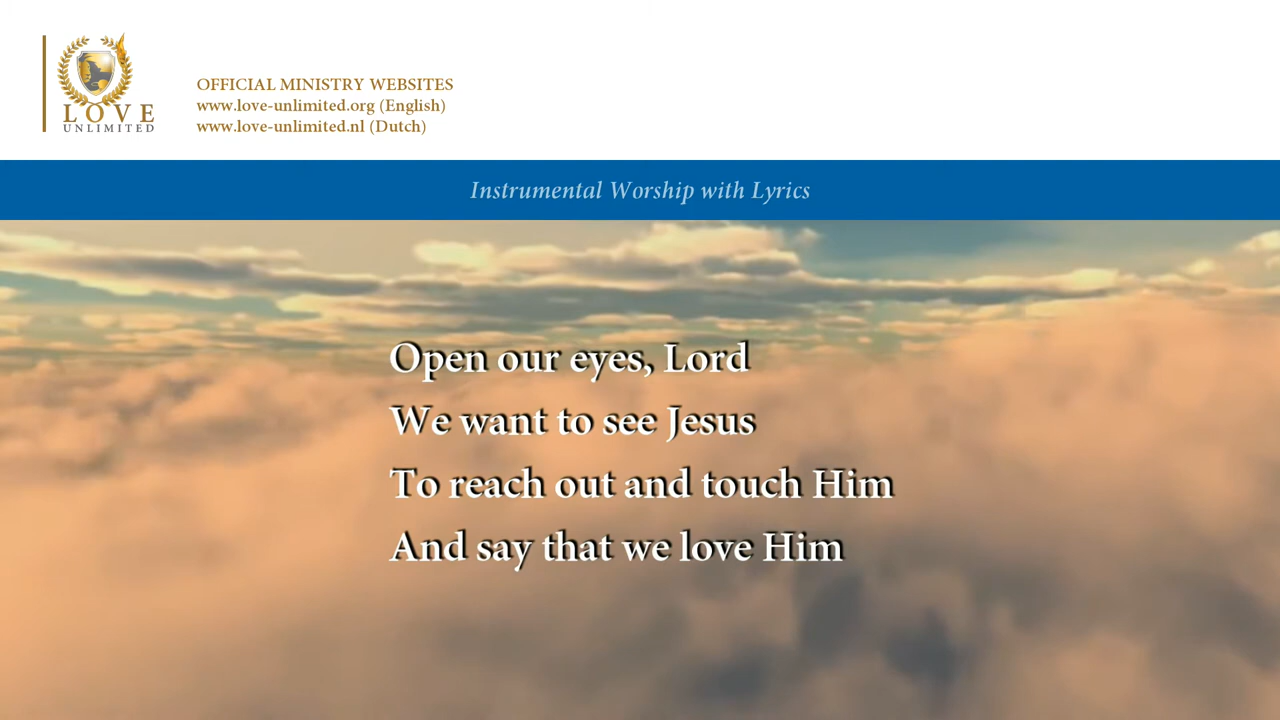 LOVE
UNLIMITED
OFFICIAL MINISTRY WEBSITES
www.love-unlimited.org (English)
www.love-unlimited.nl (Dutch)
Instrumental Worship with Lyrics
Open our eyes, Lord
We want to see Jesus
To reach out and touch Him
And say that we love Him